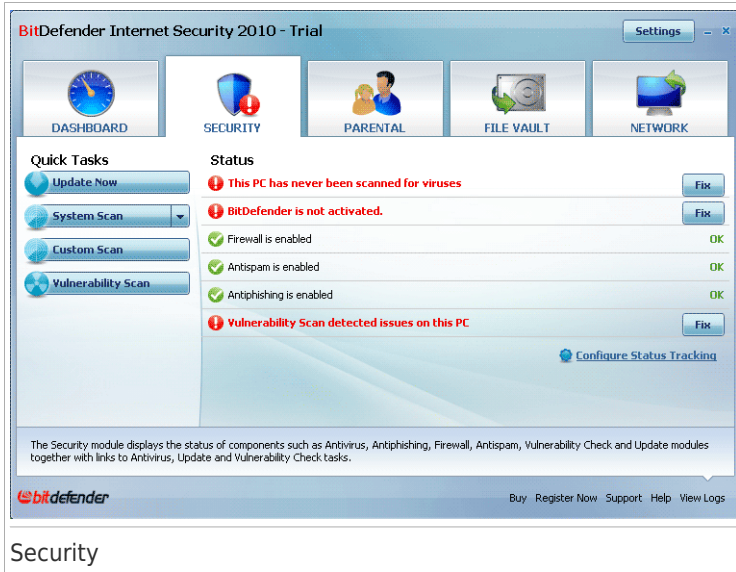 BitDefender Internet Security 2010 - Trial
Settings
DASHBOARD
SECURITY
PARENTAL
FILE VAULT
NETWORK
Quick Tasks
Update Now
System Scan
Custom Scan
Vulnerability Scan
Status
This PC has never been scanned for viruses
Fix
BitDefender is not activated.
Fix
Firewall is enabled
OK
Antispam is enabled
OK
Antiphishing is enabled
OK
Vulnerability Scan detected issues on this PC
Fix
Configure Status Tracking
The Security module displays the status of components such as Antivirus, Antiphishing, Firewall, Antispam, Vulnerability Check and Update modules
together with links to Antivirus, Update and Vulnerability Check tasks.
bitdefender
Buy Register Now Support Help View Logs
Security